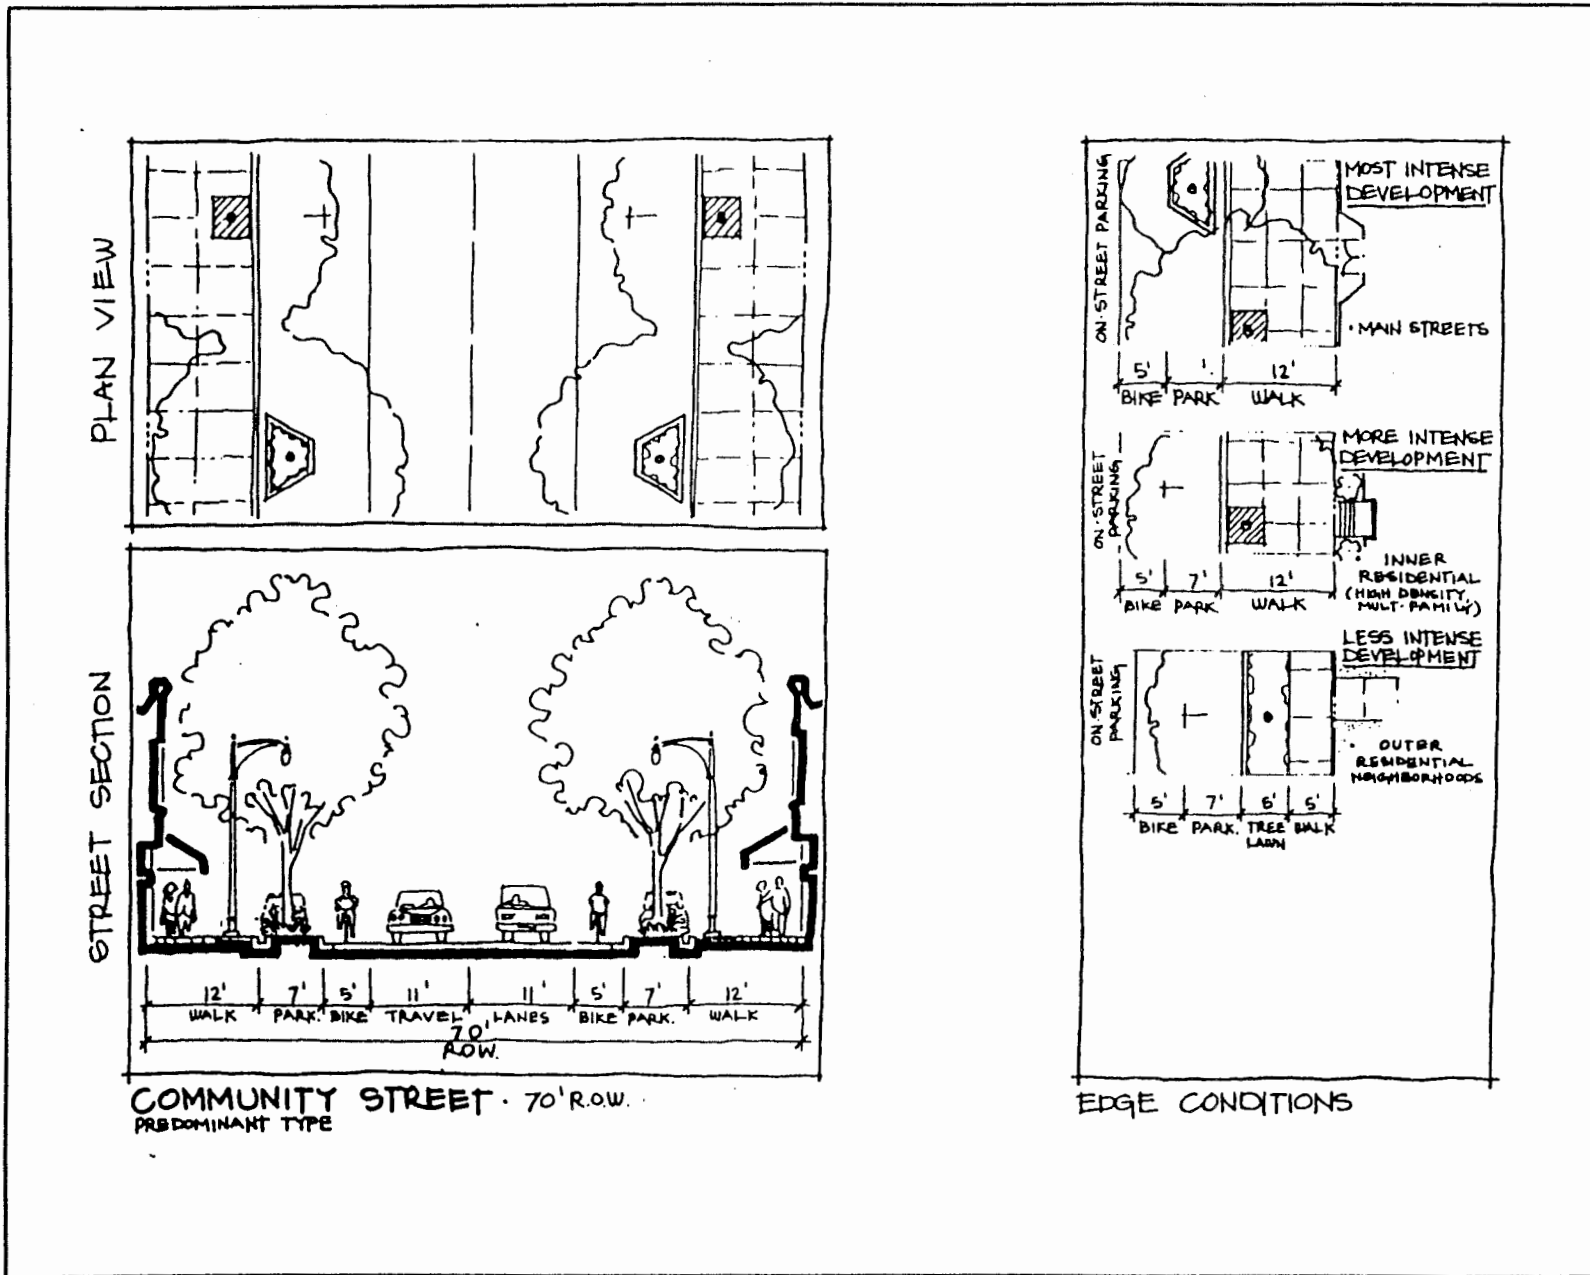 PLAN VIEW
STREET SECTION
12' 7' 5' 11' 11' 5' 7' 12'
WALK PARK. BIKE TRAVEL LANES BIKE PARK. WALK
70'
R.O.W.
COMMUNITY STREET · 70' R.O.W.
PREDOMINANT TYPE
ON·STREET PARKING
MOST INTENSE
DEVELOPMENT
· MAIN STREETS
5' 12'
BIKE PARK. WALK
ON·STREET
PARKING
MORE INTENSE
DEVELOPMENT
· INNER
RESIDENTIAL
(HIGH DENSITY,
MULT·FAMILY)
5' 7' 12'
BIKE PARK. WALK
ON·STREET
PARKING
LESS INTENSE
DEVELOPMENT
· OUTER
RESIDENTIAL
NEIGHBORHOODS
5' 7' 5'
BIKE PARK. TREE WALK
LAWN
EDGE CONDITIONS